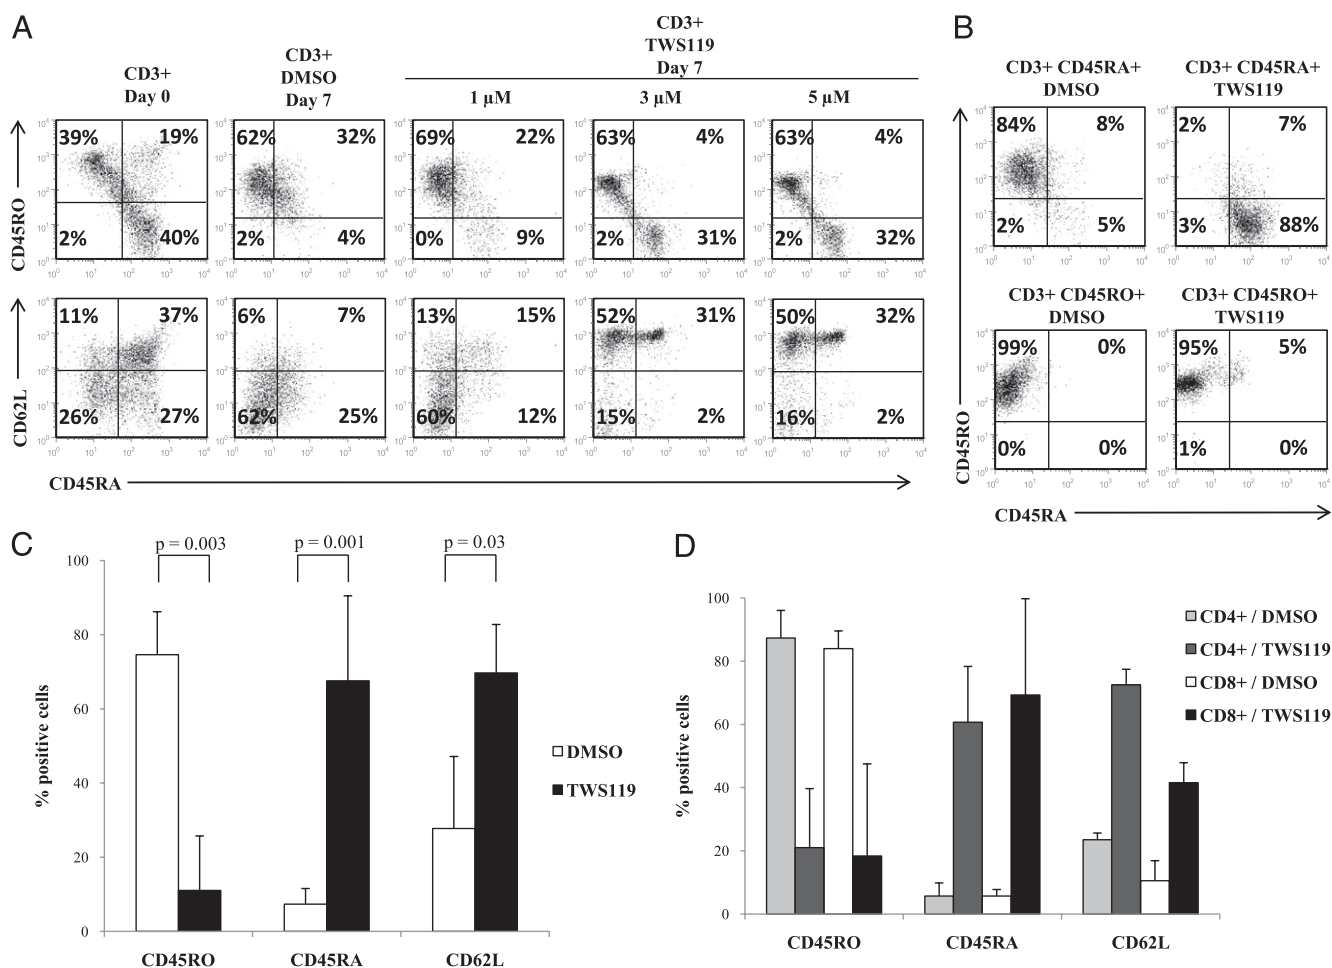 A
CD3+
Day 0
CD3+
DMSO
Day 7
CD3+
TWS119
Day 7
1 µM
3 µM
5 µM
CD45RO
39%
19%
2%
40%
62%
32%
2%
4%
69%
22%
0%
9%
63%
4%
2%
31%
63%
4%
2%
32%
CD62L
11%
37%
26%
27%
6%
7%
62%
25%
13%
15%
60%
12%
52%
31%
15%
2%
50%
32%
16%
2%
CD45RA
B
CD3+ CD45RA+
DMSO
CD3+ CD45RA+
TWS119
84%
8%
2%
5%
2%
7%
3%
88%
CD3+ CD45RO+
DMSO
CD3+ CD45RO+
TWS119
99%
0%
0%
0%
95%
5%
1%
0%
CD45RO
CD45RA
C
p = 0.003
p = 0.001
p = 0.03
% positive cells
100
80
60
40
20
0
CD45RO
CD45RA
CD62L
DMSO
TWS119
D
% positive cells
100
80
60
40
20
0
CD45RO
CD45RA
CD62L
CD4+ / DMSO
CD4+ / TWS119
CD8+ / DMSO
CD8+ / TWS119